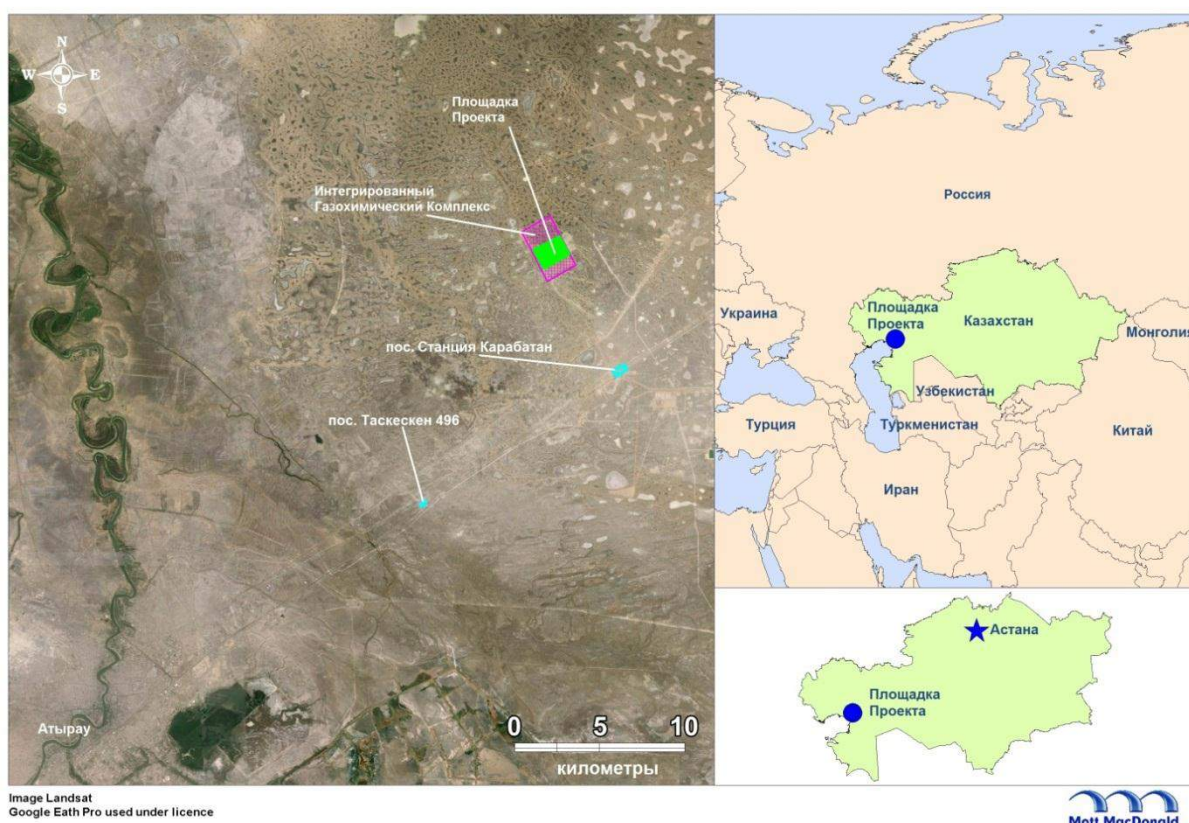 N
W E
S
Площадка
Проекта
Интегрированный
Газохимический Комплекс
пос. Станция Карабатан
пос. Таскескен 496
Атырау
0 5 10
километры
Россия
Украина
Площадка
Проекта
Казахстан
Монголия
Узбекистан
Турция
Туркменистан
Китай
Иран
Астана
Площадка
Проекта
Image Landsat
Google Eath Pro used under licence
Mott MacDonald